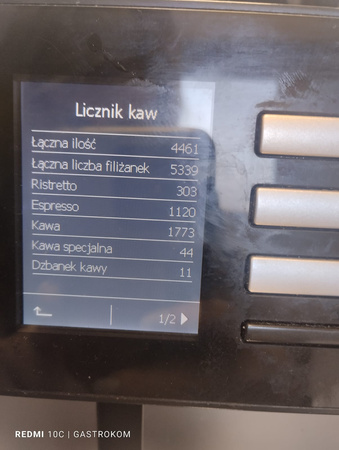 Licznik kaw
Łączna ilość 4461
Łączna liczba filiżanek 5339
Ristretto 303
Espresso 1120
Kawa 1773
Kawa specjalna 44
Dzbanek kawy 11
1/2
REDMI 10C | GASTROKOM